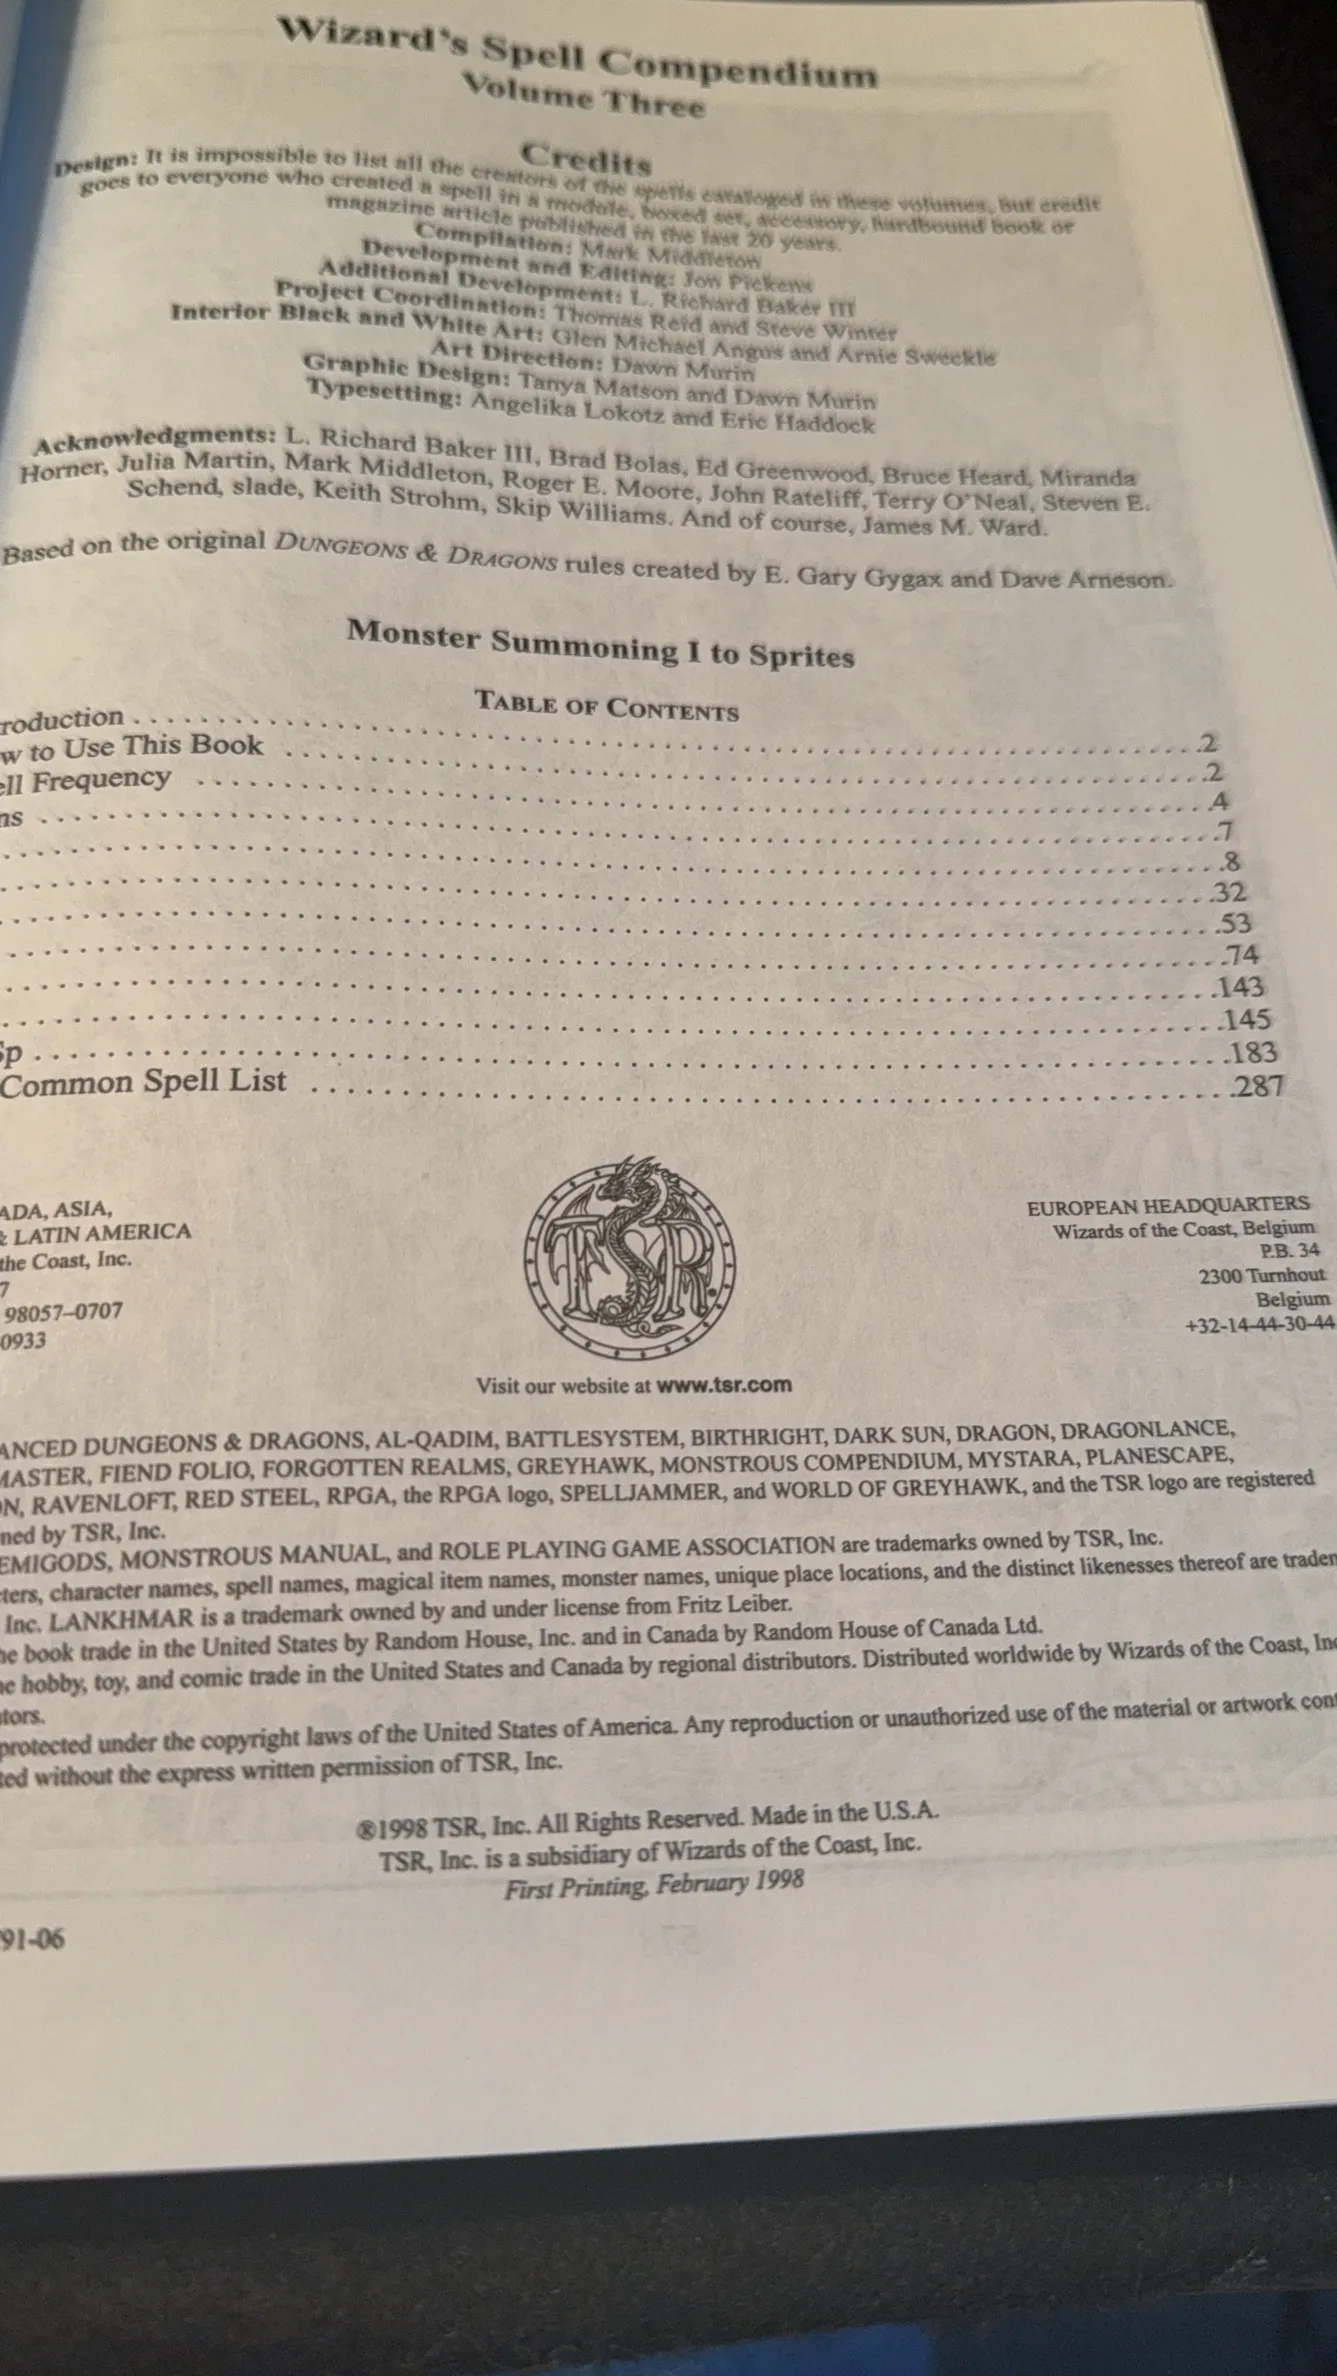 Wizard's Spell Compendium
Volume Three
Credits
Design: It is impossible to list all the creators of the spells cataloged in these volumes, but credit
goes to everyone who created a spell in a module, boxed set, accessory, hardbound book or
magazine article published in the last 20 years.
Compilation: Mark Middleton
Development and Editing: Jon Pickens
Additional Development: L. Richard Baker III
Project Coordination: Thomas Reid and Steve Winter
Interior Black and White Art: Glen Michael Angus and Arnie Sweckle
Art Direction: Dawn Murin
Graphic Design: Tanya Matson and Dawn Murin
Typesetting: Angelika Lokotz and Eric Haddock
Acknowledgments: L. Richard Baker III, Brad Bolas, Ed Greenwood, Bruce Heard, Miranda
Horner, Julia Martin, Mark Middleton, Roger E. Moore, John Rateliff, Terry O'Neal, Steven E.
Schend, slade, Keith Strohm, Skip Williams. And of course, James M. Ward.
Based on the original DUNGEONS & DRAGONS rules created by E. Gary Gygax and Dave Arneson.
Monster Summoning I to Sprites
TABLE OF CONTENTS
roduction . . . . . 2
w to Use This Book . . . . . 2
ell Frequency . . . . . 4
ns . . . . . 7
. . . . . 8
. . . . . 32
. . . . . 53
. . . . . 74
. . . . . 143
. . . . . 145
Sp . . . . . 183
Common Spell List . . . . . 287
ADA, ASIA,
& LATIN AMERICA
the Coast, Inc.
7
98057–0707
0933
TSR
EUROPEAN HEADQUARTERS
Wizards of the Coast, Belgium
P.B. 34
2300 Turnhout
Belgium
+32-14-44-30-44
Visit our website at www.tsr.com
ANCED DUNGEONS & DRAGONS, AL-QADIM, BATTLESYSTEM, BIRTHRIGHT, DARK SUN, DRAGON, DRAGONLANCE,
MASTER, FIEND FOLIO, FORGOTTEN REALMS, GREYHAWK, MONSTROUS COMPENDIUM, MYSTARA, PLANESCAPE,
ON, RAVENLOFT, RED STEEL, RPGA, the RPGA logo, SPELLJAMMER, and WORLD OF GREYHAWK, and the TSR logo are registered
ned by TSR, Inc.
EMIGODS, MONSTROUS MANUAL, and ROLE PLAYING GAME ASSOCIATION are trademarks owned by TSR, Inc.
cters, character names, spell names, magical item names, monster names, unique place locations, and the distinct likenesses thereof are tradem
Inc. LANKHMAR is a trademark owned by and under license from Fritz Leiber.
he book trade in the United States by Random House, Inc. and in Canada by Random House of Canada Ltd.
he hobby, toy, and comic trade in the United States and Canada by regional distributors. Distributed worldwide by Wizards of the Coast, Inc
utors.
protected under the copyright laws of the United States of America. Any reproduction or unauthorized use of the material or artwork cont
ted without the express written permission of TSR, Inc.
®1998 TSR, Inc. All Rights Reserved. Made in the U.S.A.
TSR, Inc. is a subsidiary of Wizards of the Coast, Inc.
First Printing, February 1998
791-06